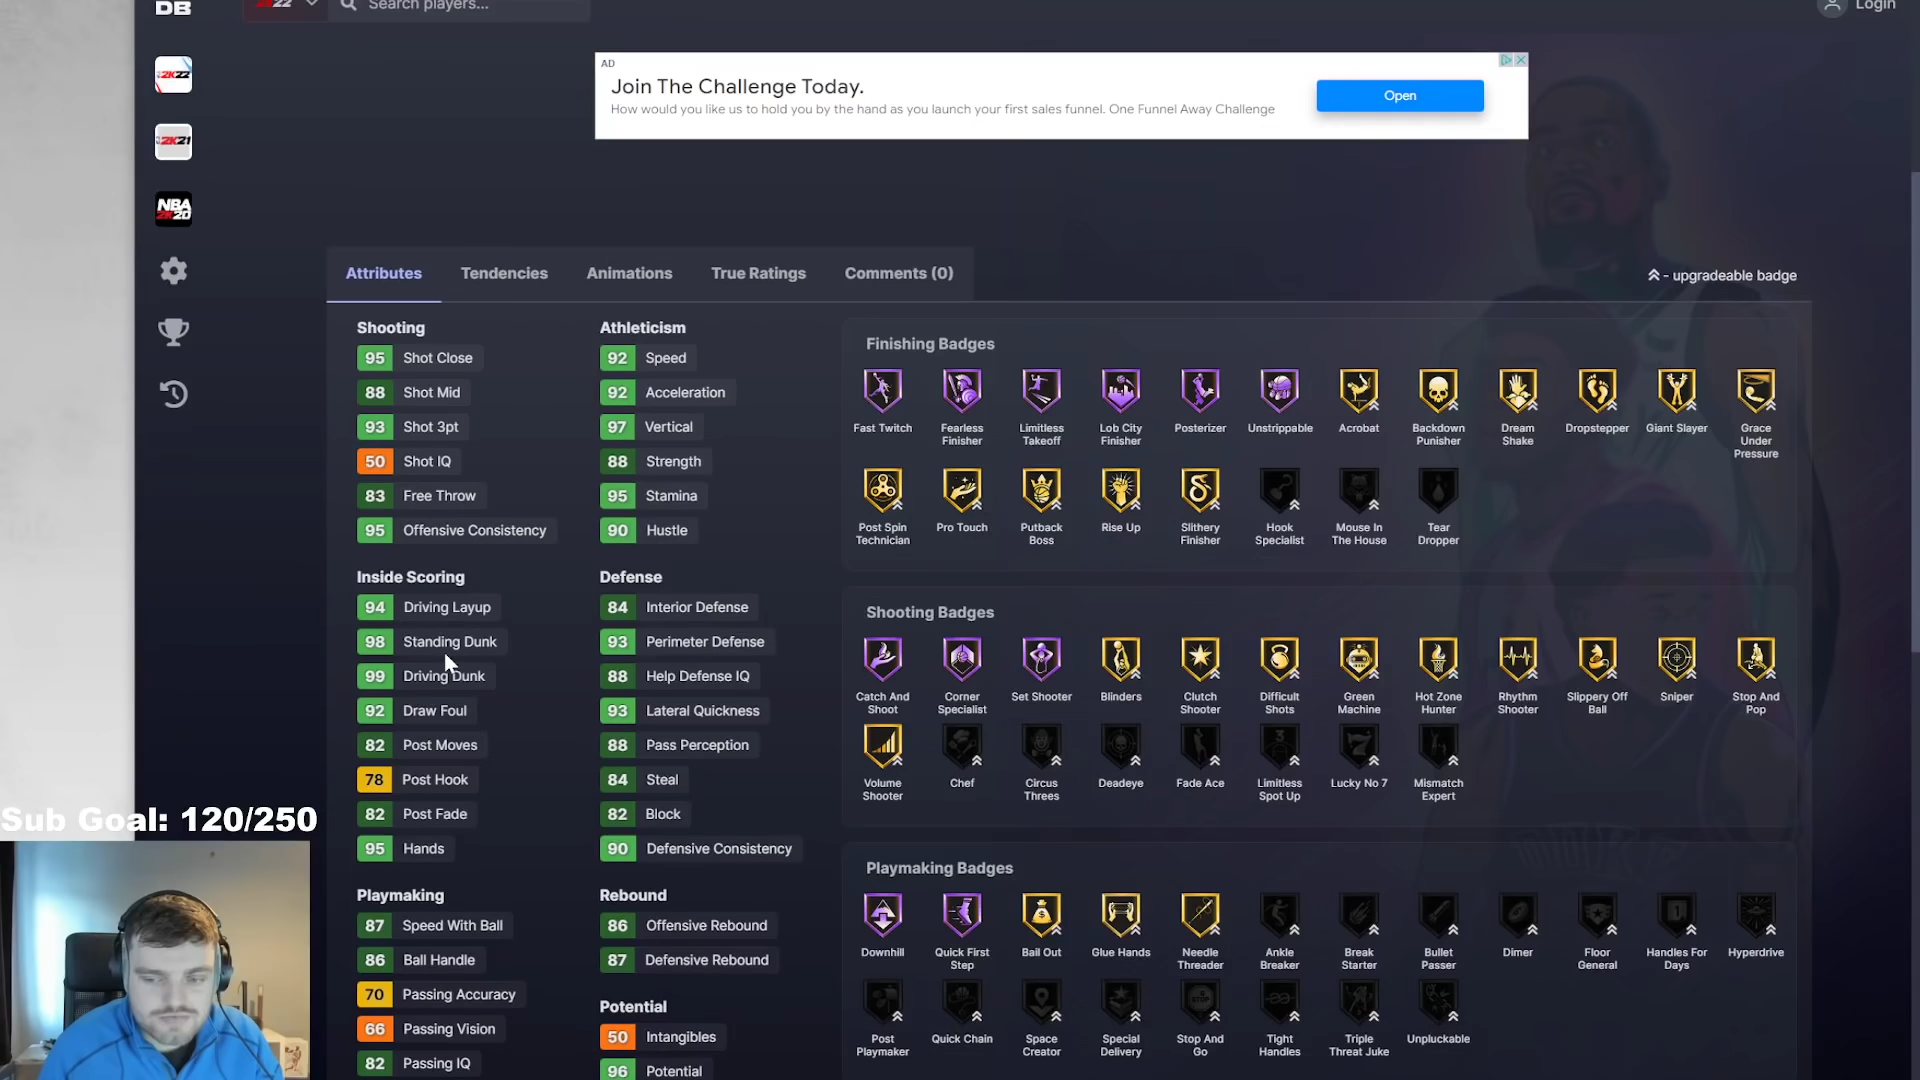 DB
2K22
Search players...
Login
2K22
2K21
NBA
2K20
AD
Join The Challenge Today.
How would you like us to hold you by the hand as you launch your first sales funnel. One Funnel Away Challenge
Open
Attributes
Tendencies
Animations
True Ratings
Comments (0)
- upgradeable badge
Shooting
95 Shot Close
88 Shot Mid
93 Shot 3pt
50 Shot IQ
83 Free Throw
95 Offensive Consistency
Inside Scoring
94 Driving Layup
98 Standing Dunk
99 Driving Dunk
92 Draw Foul
82 Post Moves
78 Post Hook
82 Post Fade
95 Hands
Playmaking
87 Speed With Ball
86 Ball Handle
70 Passing Accuracy
66 Passing Vision
82 Passing IQ
Athleticism
92 Speed
92 Acceleration
97 Vertical
88 Strength
95 Stamina
90 Hustle
Defense
84 Interior Defense
93 Perimeter Defense
88 Help Defense IQ
93 Lateral Quickness
88 Pass Perception
84 Steal
82 Block
90 Defensive Consistency
Rebound
86 Offensive Rebound
87 Defensive Rebound
Potential
50 Intangibles
96 Potential
Finishing Badges
Fast Twitch
Fearless
Finisher
Limitless
Takeoff
Lob City
Finisher
Posterizer
Unstrippable
Acrobat
Backdown
Punisher
Dream
Shake
Dropstepper
Giant Slayer
Grace
Under
Pressure
Post Spin
Technician
Pro Touch
Putback
Boss
Rise Up
Slithery
Finisher
Hook
Specialist
Mouse In
The House
Tear
Dropper
Shooting Badges
Catch And
Shoot
Corner
Specialist
Set Shooter
Blinders
Clutch
Shooter
Difficult
Shots
Green
Machine
Hot Zone
Hunter
Rhythm
Shooter
Slippery Off
Ball
Sniper
Stop And
Pop
Volume
Shooter
Chef
Circus
Threes
Deadeye
Fade Ace
Limitless
Spot Up
Lucky No 7
Mismatch
Expert
Playmaking Badges
Downhill
Quick First
Step
Bail Out
Glue Hands
Needle
Threader
Ankle
Breaker
Break
Starter
Bullet
Passer
Dimer
Floor
General
Handles For
Days
Hyperdrive
Post
Playmaker
Quick Chain
Space
Creator
Special
Delivery
Stop And
Go
Tight
Handles
Triple
Threat Juke
Unpluckable
Sub Goal: 120/250